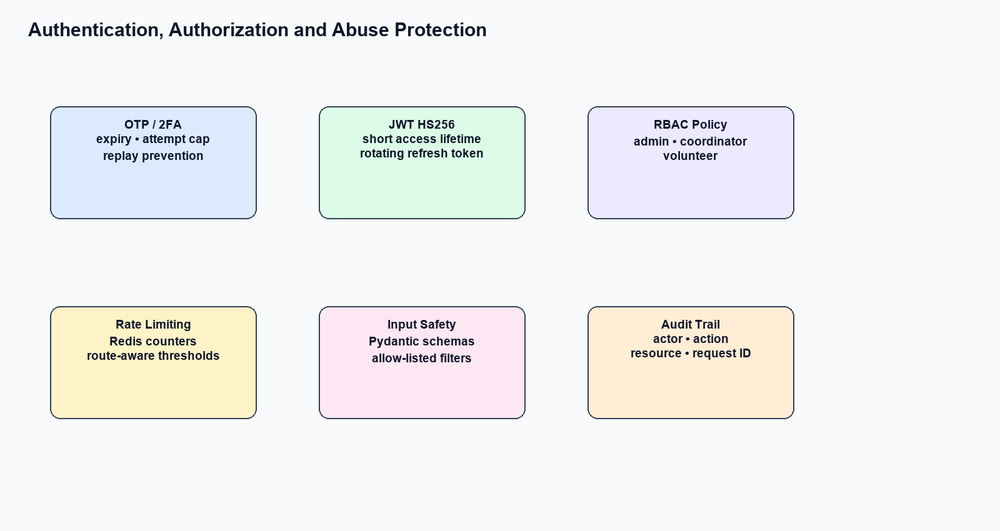 Authentication, Authorization and Abuse Protection
OTP / 2FA
expiry • attempt cap
replay prevention
JWT HS256
short access lifetime
rotating refresh token
RBAC Policy
admin • coordinator
volunteer
Rate Limiting
Redis counters
route-aware thresholds
Input Safety
Pydantic schemas
allow-listed filters
Audit Trail
actor • action
resource • request ID